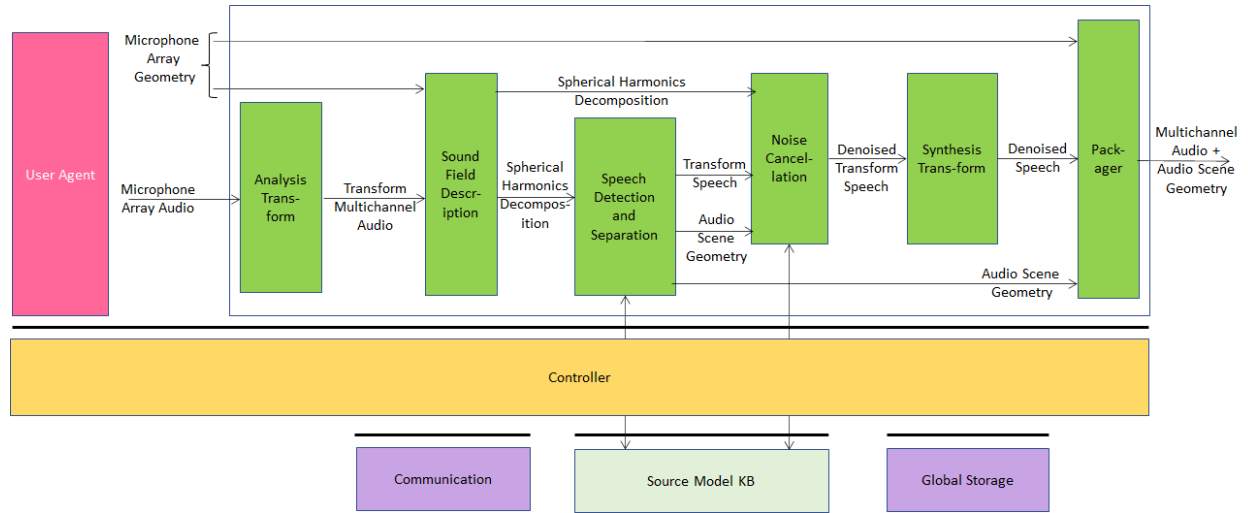 Microphone
Array
Geometry
User Agent
Microphone
Array Audio
Analysis
Trans-
form
Transform
Multichannel
Audio
Sound
Field
Descr-
iption
Spherical Harmonics
Decomposition
Spherical
Harmonics
Decompos-
ition
Speech
Detection
and
Separation
Transform
Speech
Audio
Scene
Geometry
Noise
Cancel-
lation
Denoised
Transform
Speech
Synthesis
Trans-form
Denoised
Speech
Audio Scene
Geometry
Pack-
ager
Multichannel
Audio +
Audio Scene
Geometry
Controller
Communication
Source Model KB
Global Storage